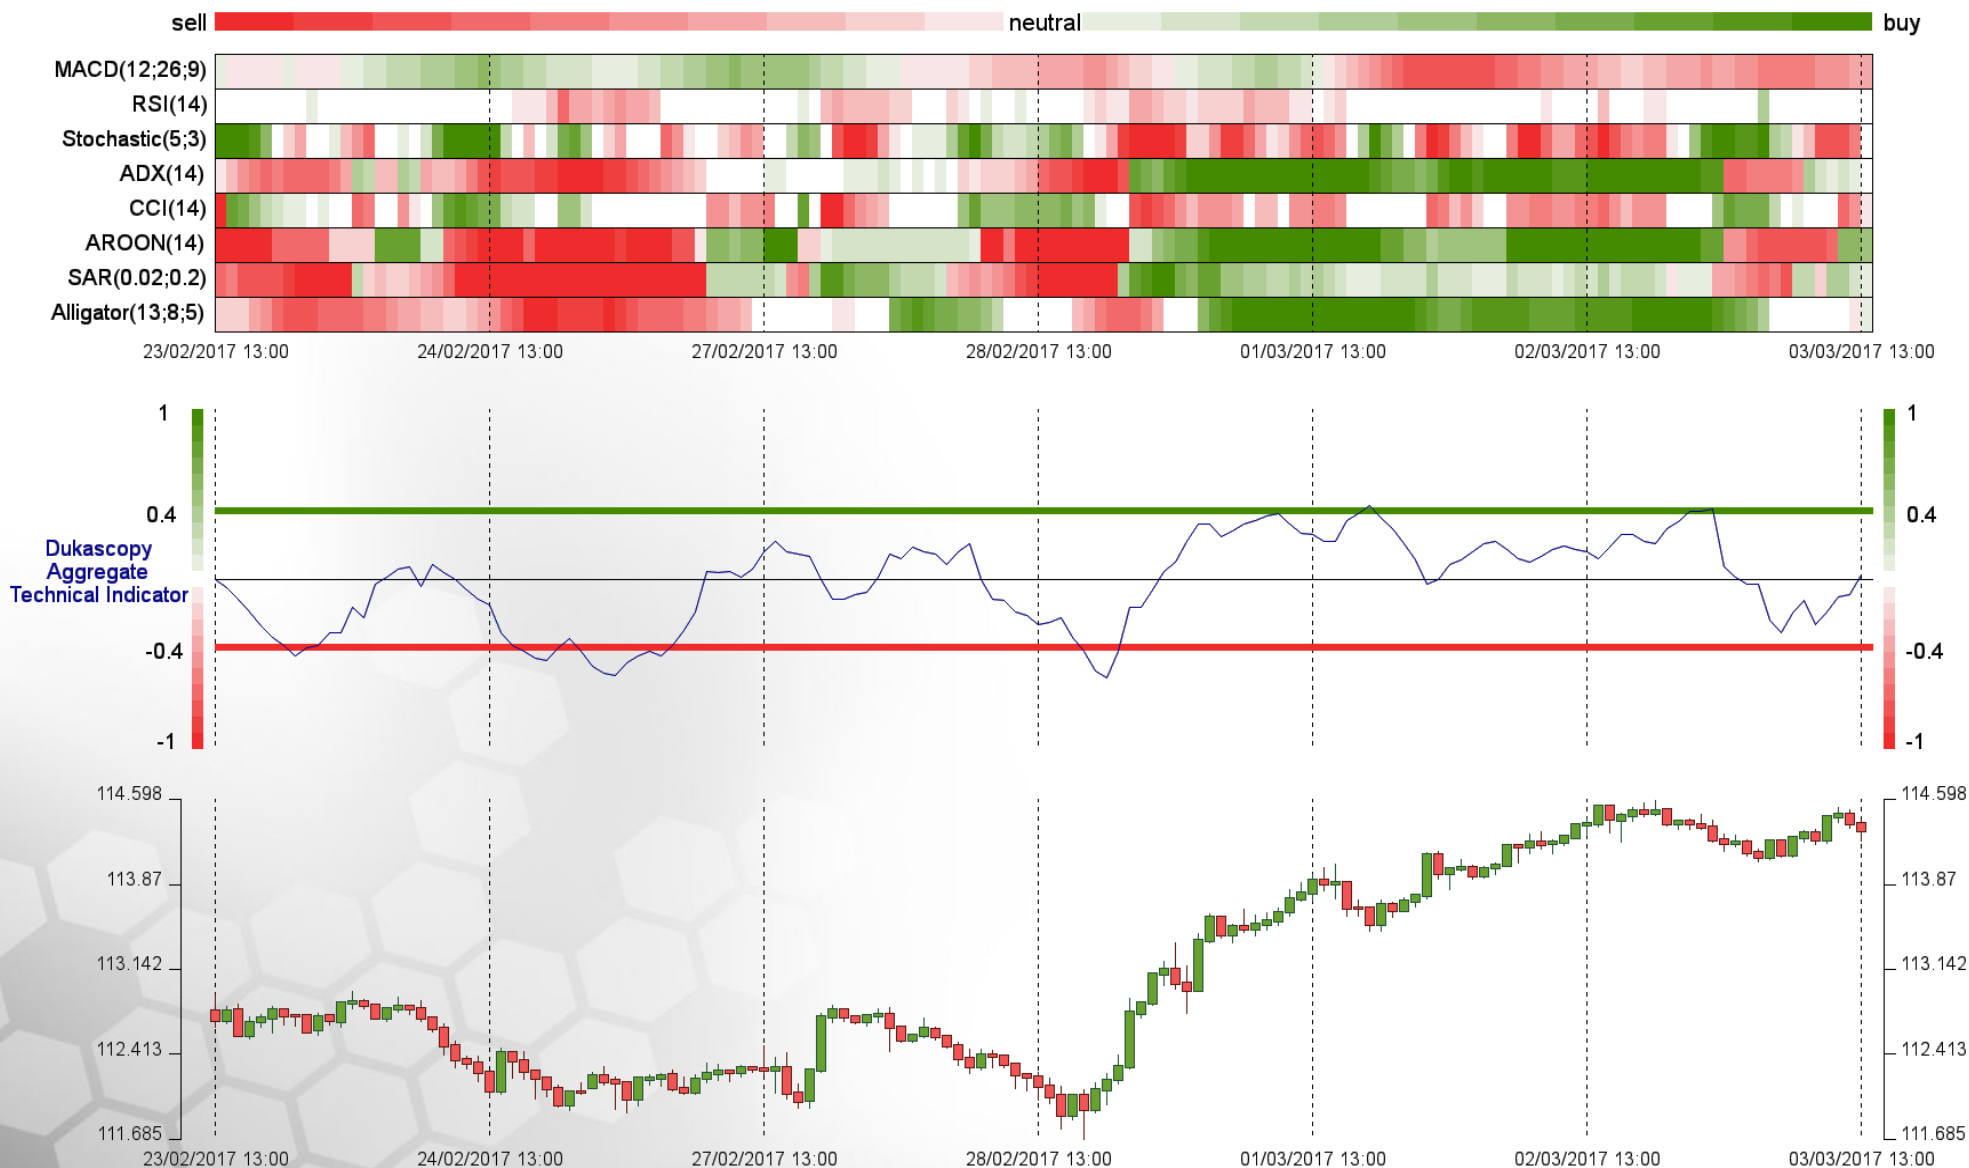 sell neutral buy
MACD(12;26;9)
RSI(14)
Stochastic(5;3)
ADX(14)
CCI(14)
AROON(14)
SAR(0.02;0.2)
Alligator(13;8;5)
23/02/2017 13:00 24/02/2017 13:00 27/02/2017 13:00 28/02/2017 13:00 01/03/2017 13:00 02/03/2017 13:00 03/03/2017 13:00
1 1
0.4 0.4
Dukascopy
Aggregate
Technical Indicator
-0.4 -0.4
-1 -1
114.598 114.598
113.87 113.87
113.142 113.142
112.413 112.413
111.685 111.685
23/02/2017 13:00 24/02/2017 13:00 27/02/2017 13:00 28/02/2017 13:00 01/03/2017 13:00 02/03/2017 13:00 03/03/2017 13:00